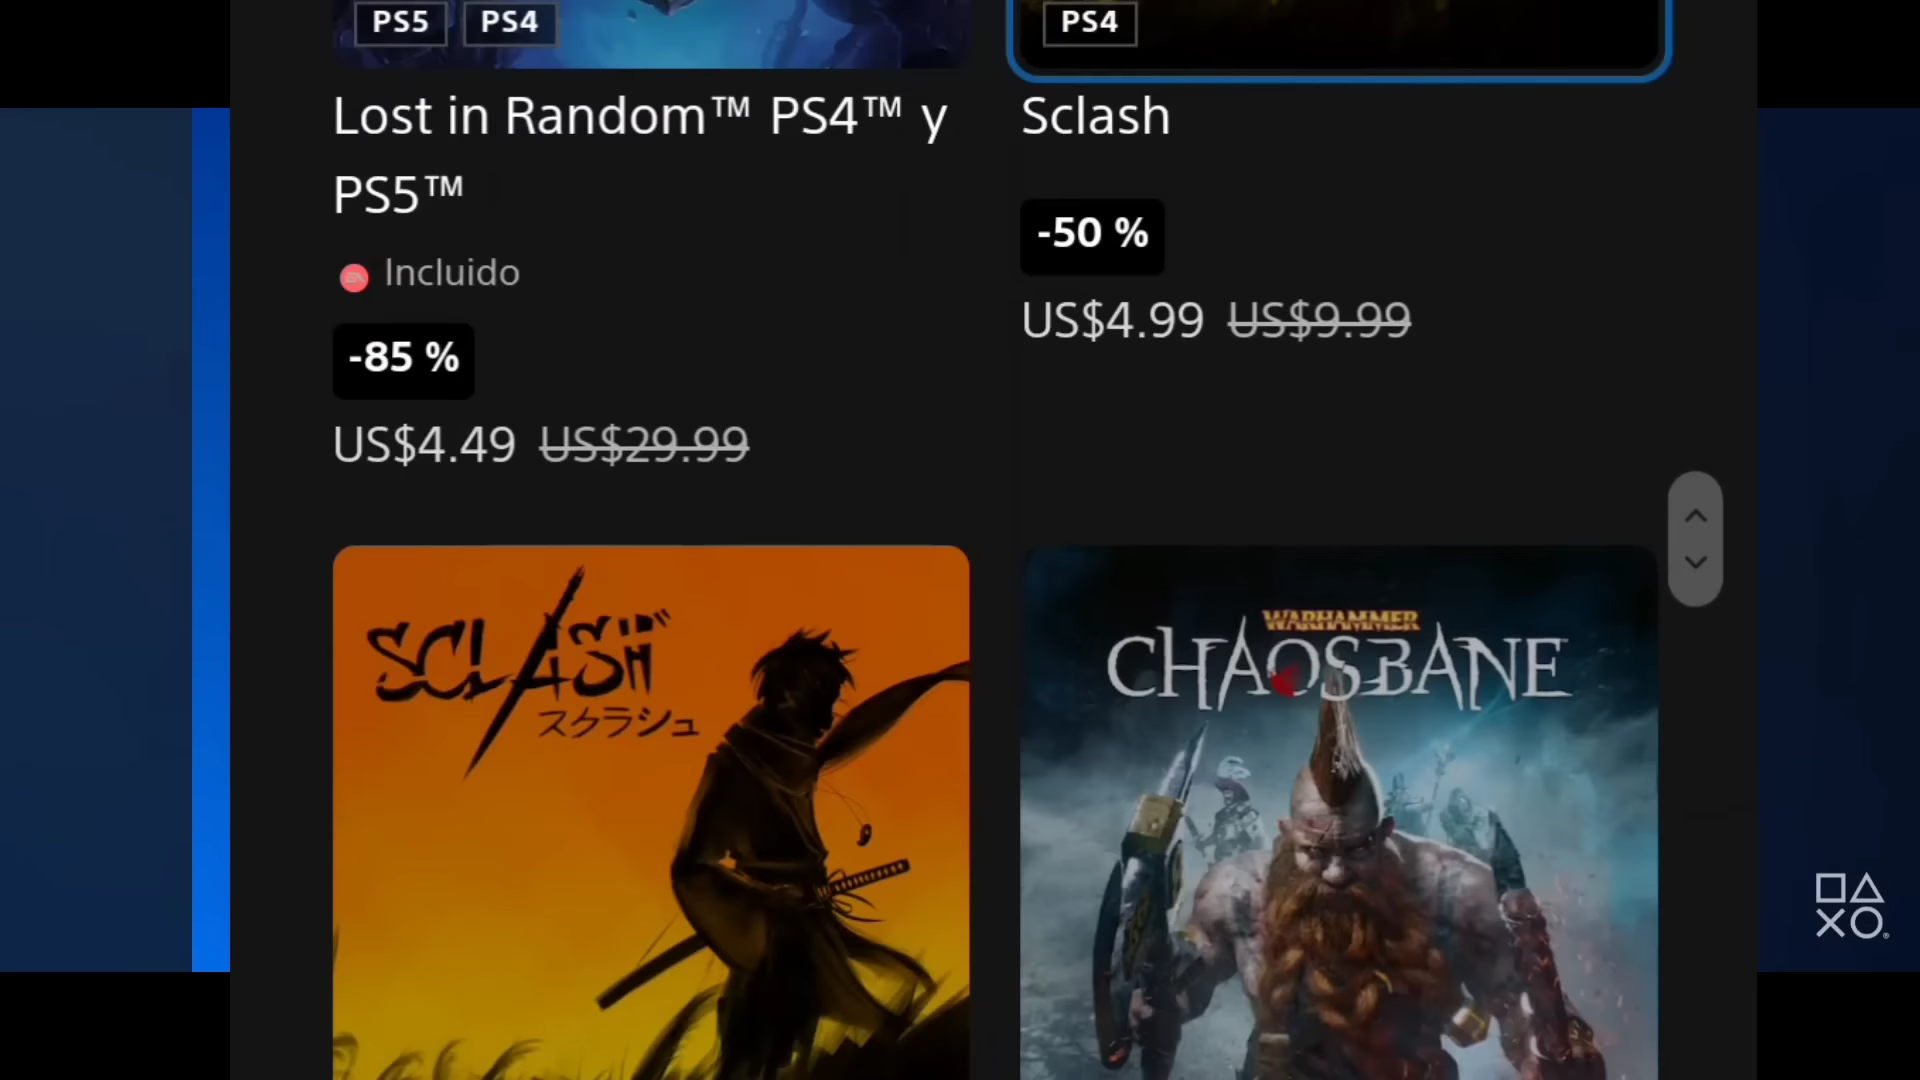 PS5 PS4
PS4
Lost in Random™ PS4™ y
PS5™
EA Incluido
-85 %
US$4.49 US$29.99
Sclash
-50 %
US$4.99 US$9.99
SCLASH
スクラシュ
WARHAMMER
CHAOSBANE